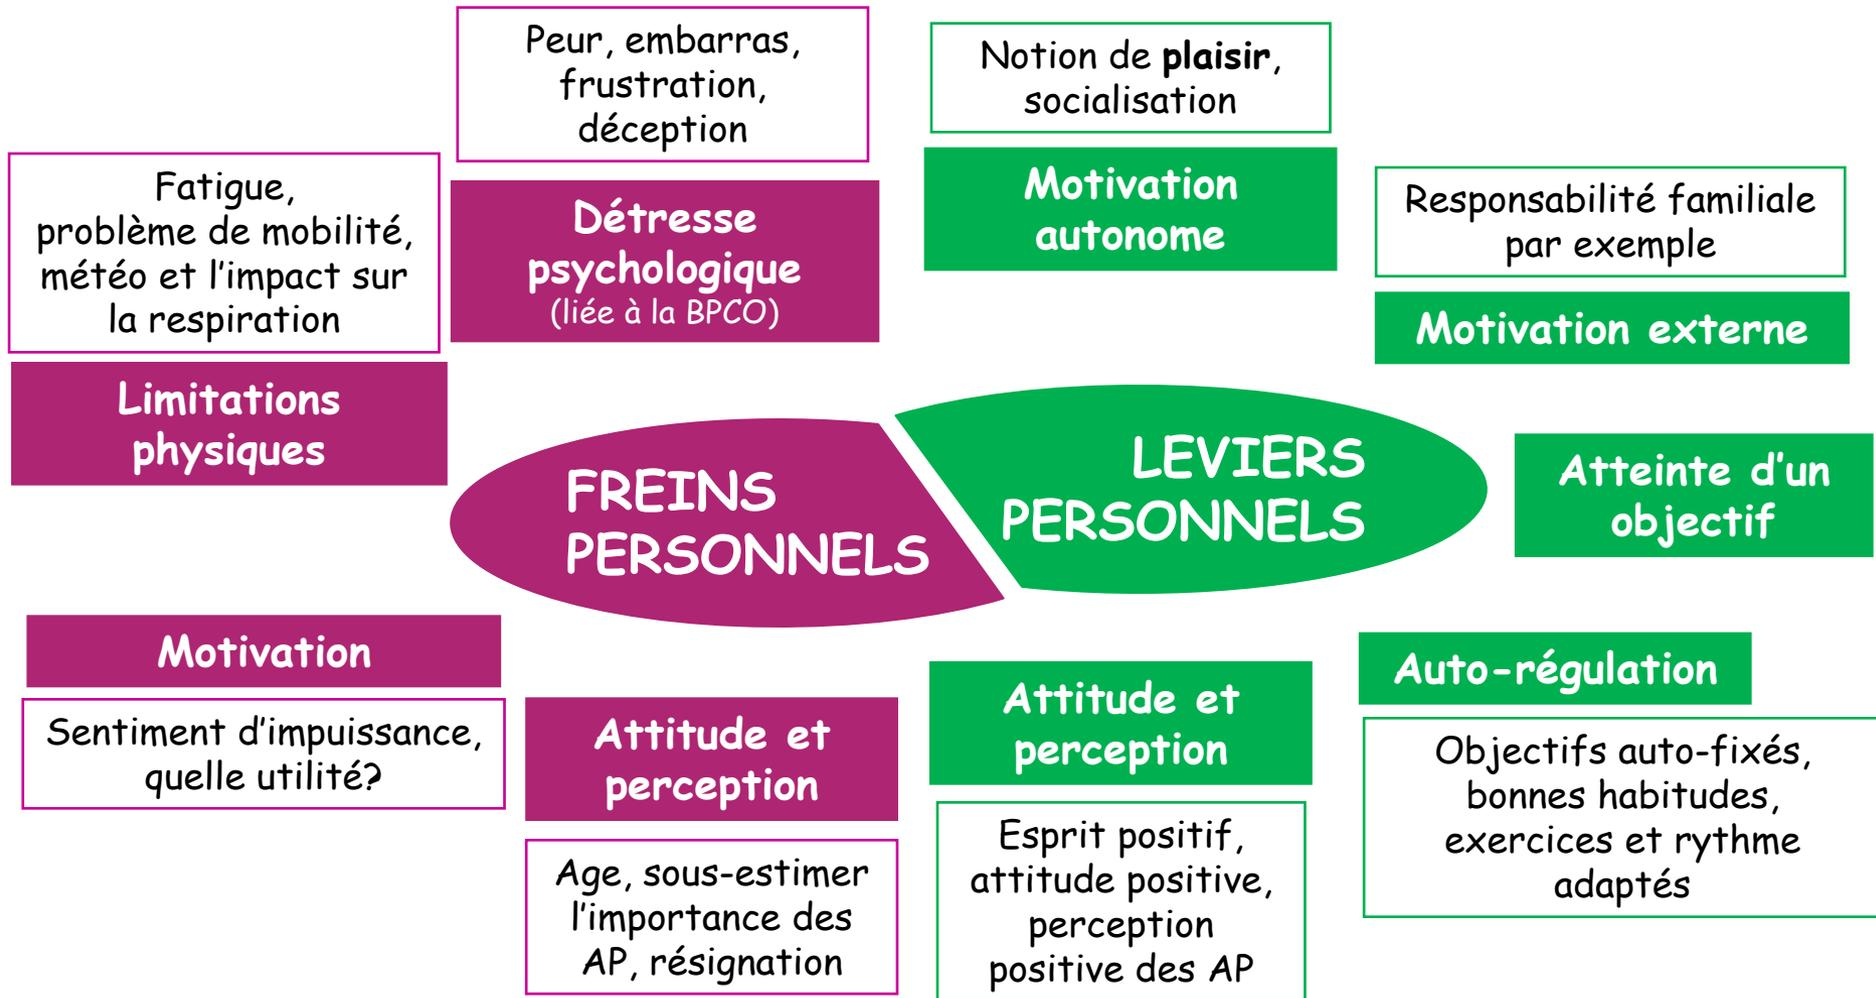 Peur, embarras,
frustration,
déception
Détresse
psychologique
(liée à la BPCO)
Fatigue,
problème de mobilité,
météo et l'impact sur
la respiration
Limitations
physiques
Notion de plaisir,
socialisation
Motivation
autonome
Responsabilité familiale
par exemple
Motivation externe
FREINS
PERSONNELS
LEVIERS
PERSONNELS
Atteinte d'un
objectif
Motivation
Sentiment d'impuissance,
quelle utilité?
Attitude et
perception
Age, sous-estimer
l'importance des
AP, résignation
Attitude et
perception
Esprit positif,
attitude positive,
perception
positive des AP
Auto-régulation
Objectifs auto-fixés,
bonnes habitudes,
exercices et rythme
adaptés